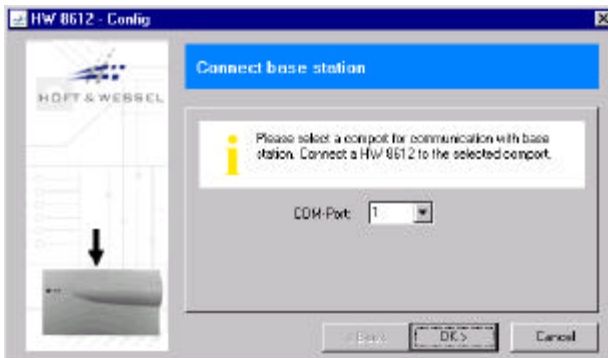 HW 8612 - Config
HÖFT & WESSEL
Connect base station
Please select a comport for communication with base
station. Connect a HW 8612 to the selected comport.
COM-Port:
1
< Back
OK >
Cancel